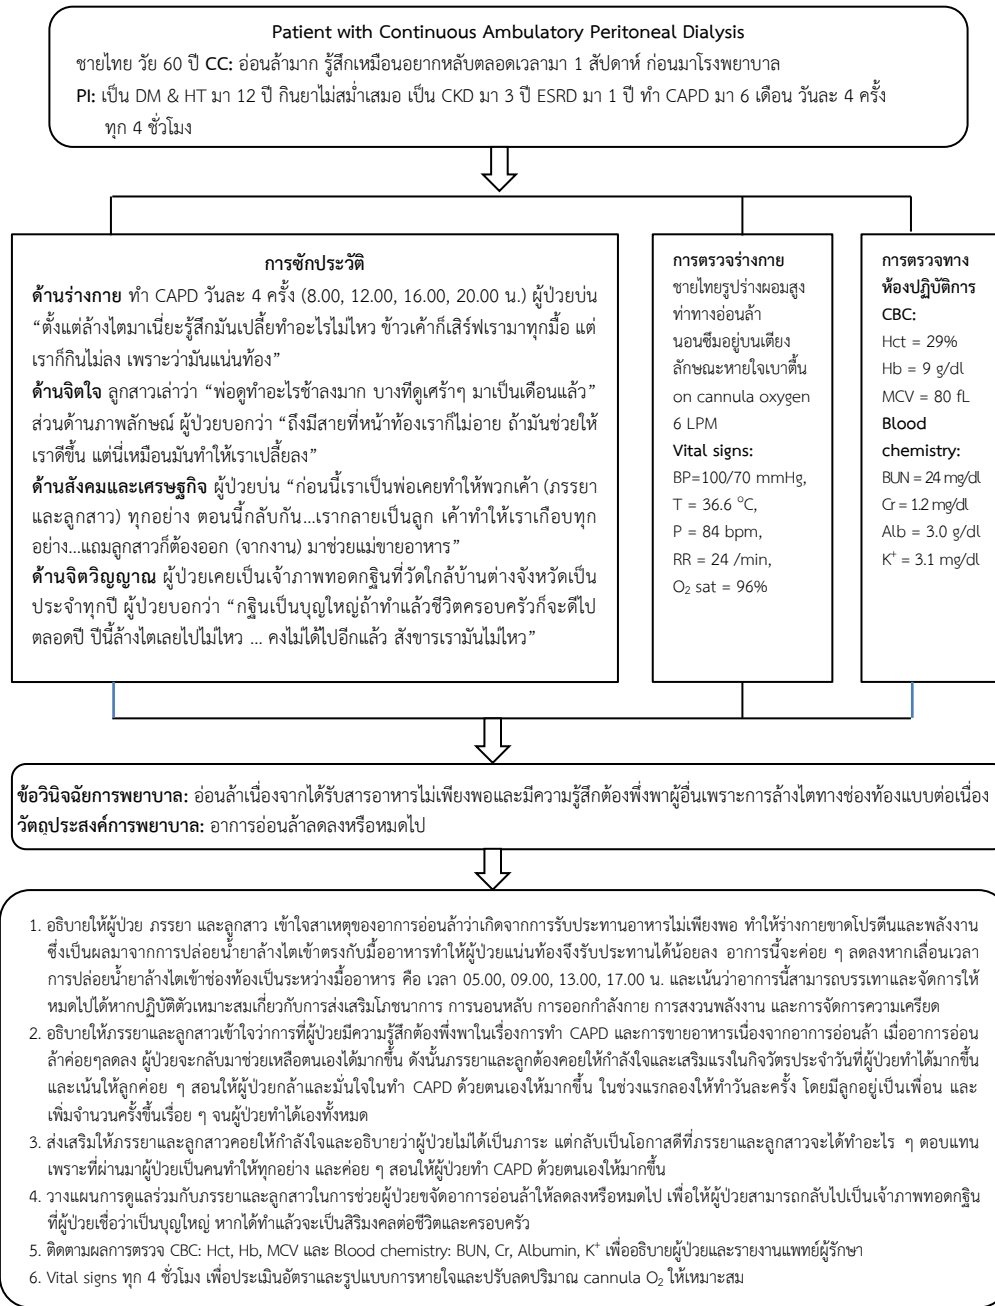 Patient with Continuous Ambulatory Peritoneal Dialysis
ชายไทย วัย 60 ปี CC: อ่อนล้ามาก รู้สึกเหมือนอยากหลับตลอดเวลามา 1 สัปดาห์ ก่อนมาโรงพยาบาล
PI: เป็น DM & HT มา 12 ปี กินยาไม่สม่ำเสมอ เป็น CKD มา 3 ปี ESRD มา 1 ปี ทำ CAPD มา 6 เดือน วันละ 4 ครั้ง
ทุก 4 ชั่วโมง
การซักประวัติ
ด้านร่างกาย ทำ CAPD วันละ 4 ครั้ง (8.00, 12.00, 16.00, 20.00 น.) ผู้ป่วยบ่น
“ตั้งแต่ล้างไตมาเนี่ยะรู้สึกมันเปลี้ยทำอะไรไม่ไหว ข้าวเค้าก็เสิร์ฟเรามาทุกมื้อ แต่
เราก็กินไม่ลง เพราะว่ามันแน่นท้อง”
ด้านจิตใจ ลูกสาวเล่าว่า “พ่อดูทำอะไรช้าลงมาก บางทีดูเศร้าๆ มาเป็นเดือนแล้ว”
ส่วนด้านภาพลักษณ์ ผู้ป่วยบอกว่า “ถึงมีสายที่หน้าท้องเราก็ไม่อาย ถ้ามันช่วยให้
เราดีขึ้น แต่นี่เหมือนมันทำให้เราเปลี้ยลง”
ด้านสังคมและเศรษฐกิจ ผู้ป่วยบ่น “ก่อนนี้เราเป็นพ่อเคยทำให้พวกเค้า (ภรรยา
และลูกสาว) ทุกอย่าง ตอนนี้กลับกัน...เรากลายเป็นลูก เค้าทำให้เราเกือบทุก
อย่าง...แถมลูกสาวก็ต้องออก (จากงาน) มาช่วยแม่ขายอาหาร”
ด้านจิตวิญญาณ ผู้ป่วยเคยเป็นเจ้าภาพทอดกฐินที่วัดใกล้บ้านต่างจังหวัดเป็น
ประจำทุกปี ผู้ป่วยบอกว่า “กฐินเป็นบุญใหญ่ถ้าทำแล้วชีวิตครอบครัวก็จะดีไป
ตลอดปี ปีนี้ล้างไตเลยไปไม่ไหว ... คงไม่ได้ไปอีกแล้ว สังขารเรามันไม่ไหว”
การตรวจร่างกาย
ชายไทยรูปร่างผอมสูง
ท่าทางอ่อนล้า
นอนซึมอยู่บนเตียง
ลักษณะหายใจเบาตื้น
on cannula oxygen
6 LPM
Vital signs:
BP=100/70 mmHg,
T = 36.6 °C,
P = 84 bpm,
RR = 24 /min,
O₂ sat = 96%
การตรวจทาง
ห้องปฏิบัติการ
CBC:
Hct = 29%
Hb = 9 g/dl
MCV = 80 fL
Blood
chemistry:
BUN = 24 mg/dl
Cr = 1.2 mg/dl
Alb = 3.0 g/dl
K⁺ = 3.1 mg/dl
ข้อวินิจฉัยการพยาบาล: อ่อนล้าเนื่องจากได้รับสารอาหารไม่เพียงพอและมีความรู้สึกต้องพึ่งพาผู้อื่นเพราะการล้างไตทางช่องท้องแบบต่อเนื่อง
วัตถุประสงค์การพยาบาล: อาการอ่อนล้าลดลงหรือหมดไป
1. อธิบายให้ผู้ป่วย ภรรยา และลูกสาว เข้าใจสาเหตุของอาการอ่อนล้าว่าเกิดจากการรับประทานอาหารไม่เพียงพอ ทำให้ร่างกายขาดโปรตีนและพลังงาน
ซึ่งเป็นผลมาจากการปล่อยน้ำยาล้างไตเข้าตรงกับมื้ออาหารทำให้ผู้ป่วยแน่นท้องจึงรับประทานได้น้อยลง อาการนี้จะค่อย ๆ ลดลงหากเลื่อนเวลา
การปล่อยน้ำยาล้างไตเข้าช่องท้องเป็นระหว่างมื้ออาหาร คือ เวลา 05.00, 09.00, 13.00, 17.00 น. และเน้นว่าอาการนี้สามารถบรรเทาและจัดการให้
หมดไปได้หากปฏิบัติตัวเหมาะสมเกี่ยวกับการส่งเสริมโภชนาการ การนอนหลับ การออกกำลังกาย การสงวนพลังงาน และการจัดการความเครียด
2. อธิบายให้ภรรยาและลูกสาวเข้าใจว่าการที่ผู้ป่วยมีความรู้สึกต้องพึ่งพาในเรื่องการทำ CAPD และการขายอาหารเนื่องจากอาการอ่อนล้า เมื่ออาการอ่อน
ล้าค่อยๆลดลง ผู้ป่วยจะกลับมาช่วยเหลือตนเองได้มากขึ้น ดังนั้นภรรยาและลูกต้องคอยให้กำลังใจและเสริมแรงในกิจวัตรประจำวันที่ผู้ป่วยทำได้มากขึ้น
และเน้นให้ลูกค่อย ๆ สอนให้ผู้ป่วยกล้าและมั่นใจในทำ CAPD ด้วยตนเองให้มากขึ้น ในช่วงแรกลองให้ทำวันละครั้ง โดยมีลูกอยู่เป็นเพื่อน และ
เพิ่มจำนวนครั้งขึ้นเรื่อย ๆ จนผู้ป่วยทำได้เองทั้งหมด
3. ส่งเสริมให้ภรรยาและลูกสาวคอยให้กำลังใจและอธิบายว่าผู้ป่วยไม่ได้เป็นภาระ แต่กลับเป็นโอกาสดีที่ภรรยาและลูกสาวจะได้ทำอะไร ๆ ตอบแทน
เพราะที่ผ่านมาผู้ป่วยเป็นคนทำให้ทุกอย่าง และค่อย ๆ สอนให้ผู้ป่วยทำ CAPD ด้วยตนเองให้มากขึ้น
4. วางแผนการดูแลร่วมกับภรรยาและลูกสาวในการช่วยผู้ป่วยขจัดอาการอ่อนล้าให้ลดลงหรือหมดไป เพื่อให้ผู้ป่วยสามารถกลับไปเป็นเจ้าภาพทอดกฐิน
ที่ผู้ป่วยเชื่อว่าเป็นบุญใหญ่ หากได้ทำแล้วจะเป็นสิริมงคลต่อชีวิตและครอบครัว
5. ติดตามผลการตรวจ CBC: Hct, Hb, MCV และ Blood chemistry: BUN, Cr, Albumin, K⁺ เพื่ออธิบายผู้ป่วยและรายงานแพทย์ผู้รักษา
6. Vital signs ทุก 4 ชั่วโมง เพื่อประเมินอัตราและรูปแบบการหายใจและปรับลดปริมาณ cannula O₂ ให้เหมาะสม